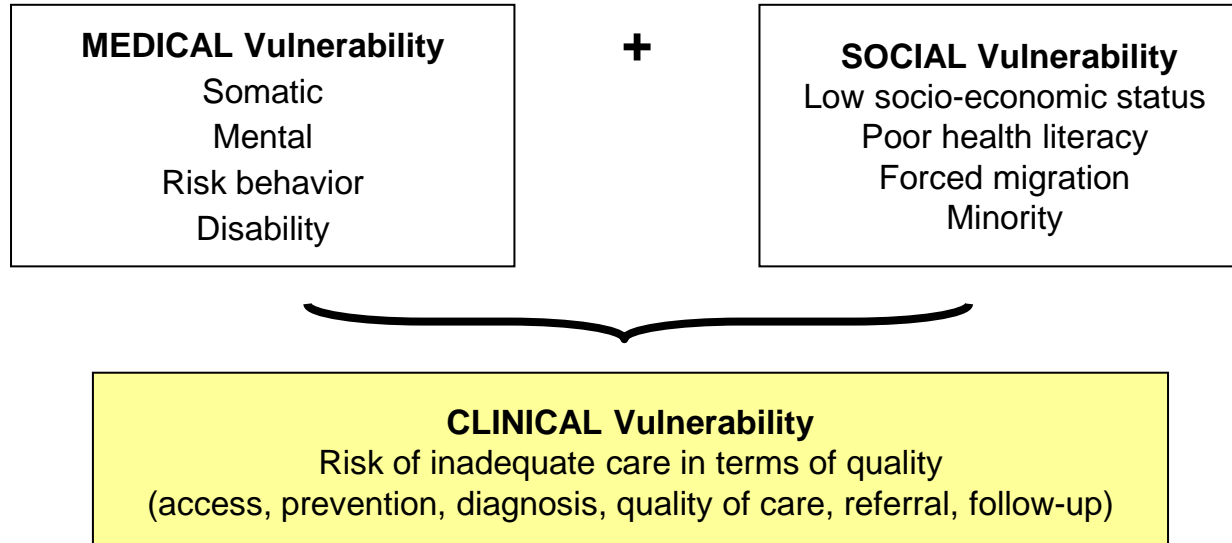 MEDICAL Vulnerability
Somatic
Mental
Risk behavior
Disability
+
SOCIAL Vulnerability
Low socio-economic status
Poor health literacy
Forced migration
Minority
CLINICAL Vulnerability
Risk of inadequate care in terms of quality
(access, prevention, diagnosis, quality of care, referral, follow-up)